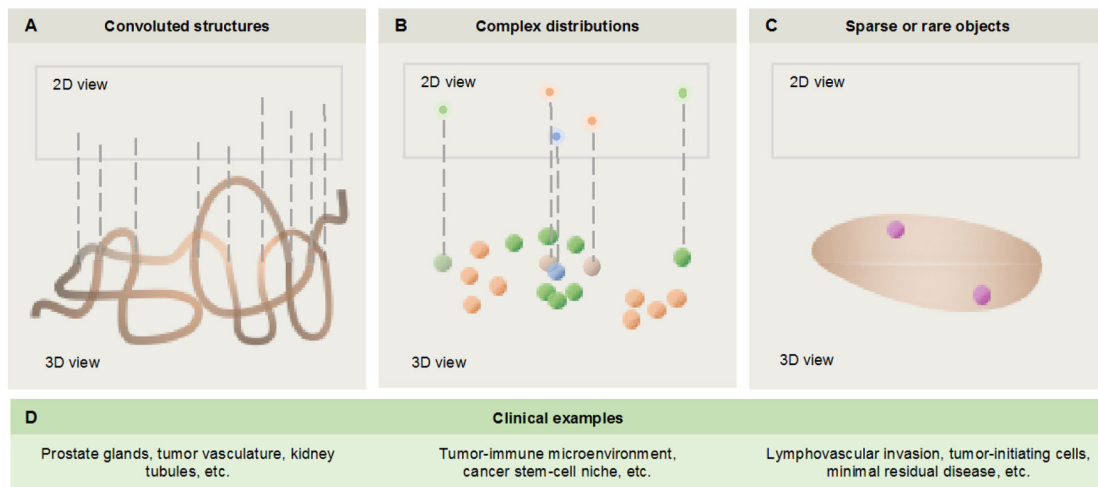 A Convoluted structures
2D view
3D view
B Complex distributions
2D view
3D view
C Sparse or rare objects
2D view
3D view
D Clinical examples
Prostate glands, tumor vasculature, kidney
tubules, etc.
Tumor-immune microenvironment,
cancer stem-cell niche, etc.
Lymphovascular invasion, tumor-initiating cells,
minimal residual disease, etc.